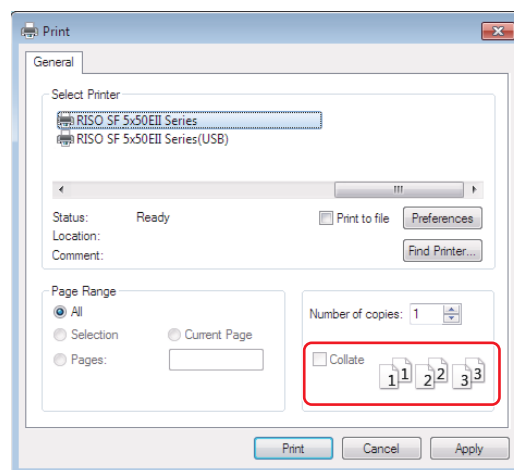 Print
General
Select Printer
RISO SF 5x50EII Series
RISO SF 5x50EII Series(USB)
Status: Ready
Print to file
Preferences
Location:
Comment:
Find Printer...
Page Range
All
Selection
Current Page
Pages:
Number of copies: 1
Collate
1 1 2 2 3 3
Print
Cancel
Apply